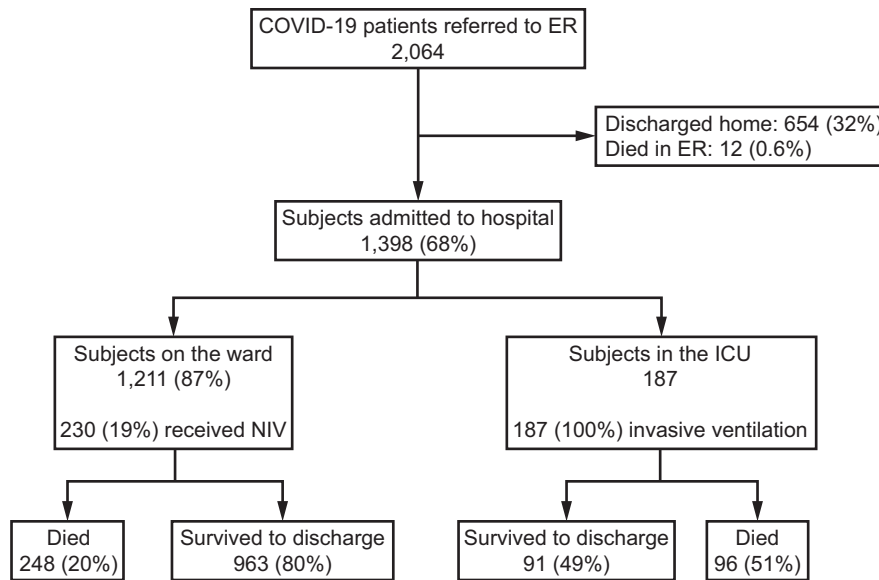 COVID-19 patients referred to ER
2,064
Discharged home: 654 (32%)
Died in ER: 12 (0.6%)
Subjects admitted to hospital
1,398 (68%)
Subjects on the ward
1,211 (87%)
230 (19%) received NIV
Subjects in the ICU
187
187 (100%) invasive ventilation
Died
248 (20%)
Survived to discharge
963 (80%)
Survived to discharge
91 (49%)
Died
96 (51%)